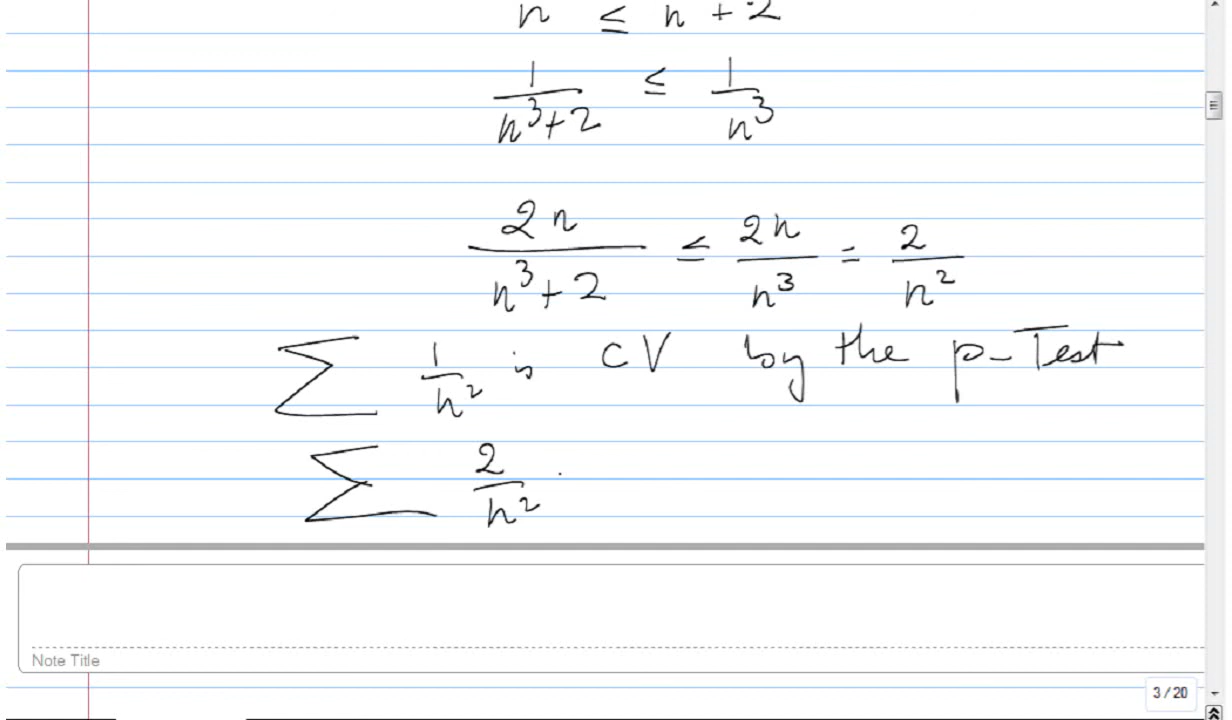 n ≤ n + 2
1/(n³+2) ≤ 1/n³
2n/(n³+2) ≤ 2n/n³ = 2/n²
∑ 1/n² is CV by the p-Test
∑ 2/n²
Note Title
3 / 20